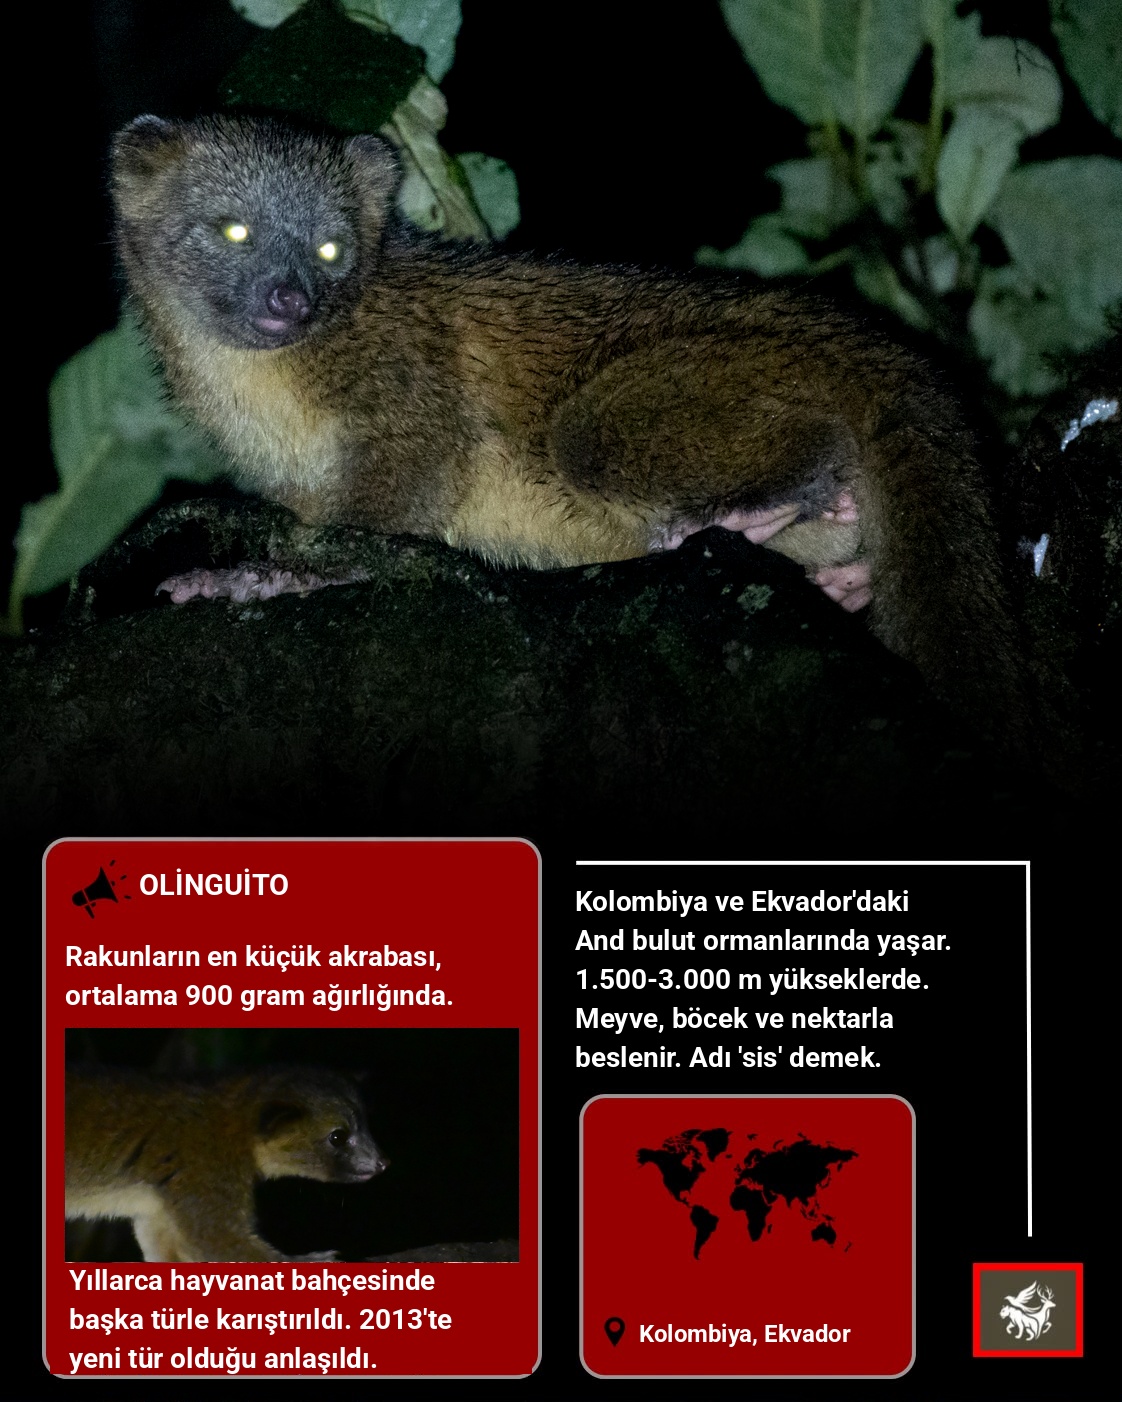 OLİNGUİTO
Rakunların en küçük akrabası,
ortalama 900 gram ağırlığında.
Yıllarca hayvanat bahçesinde
başka türle karıştırıldı. 2013'te
yeni tür olduğu anlaşıldı.
Kolombiya ve Ekvador'daki
And bulut ormanlarında yaşar.
1.500-3.000 m yükseklerde.
Meyve, böcek ve nektarla
beslenir. Adı 'sis' demek.
Kolombiya, Ekvador